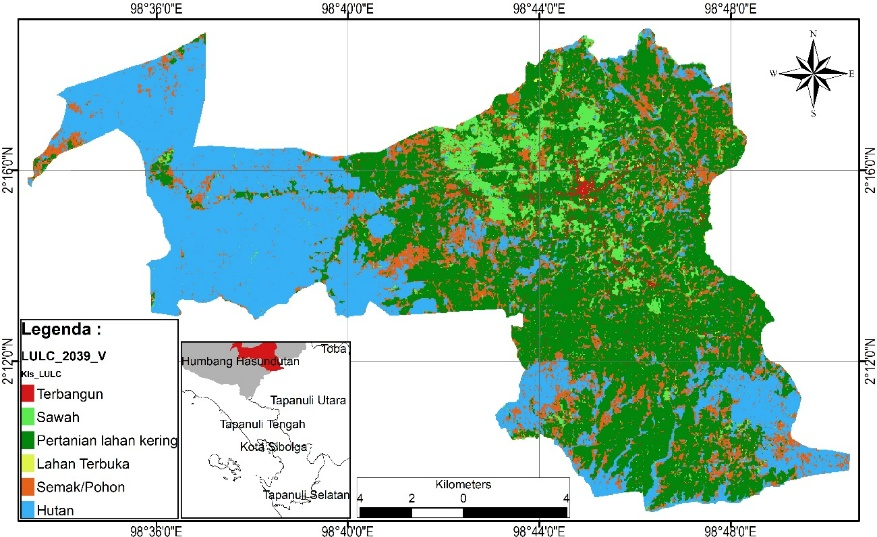 98°36'0"E 98°40'0"E 98°44'0"E 98°48'0"E
N
W E
S
2°16'0"N 2°16'0"N
Legenda :
LULC_2039_V
Kls_LULC
Terbangun
Sawah
Pertanian lahan kering
Lahan Terbuka
Semak/Pohon
Hutan
Toba
Humbang Hasundutan
Tapanuli Utara
Tapanuli Tengah
Kota Sibolga
Tapanuli Selatan
2°12'0"N 2°12'0"N
Kilometers
4 2 0 4
98°36'0"E 98°40'0"E 98°44'0"E 98°48'0"E